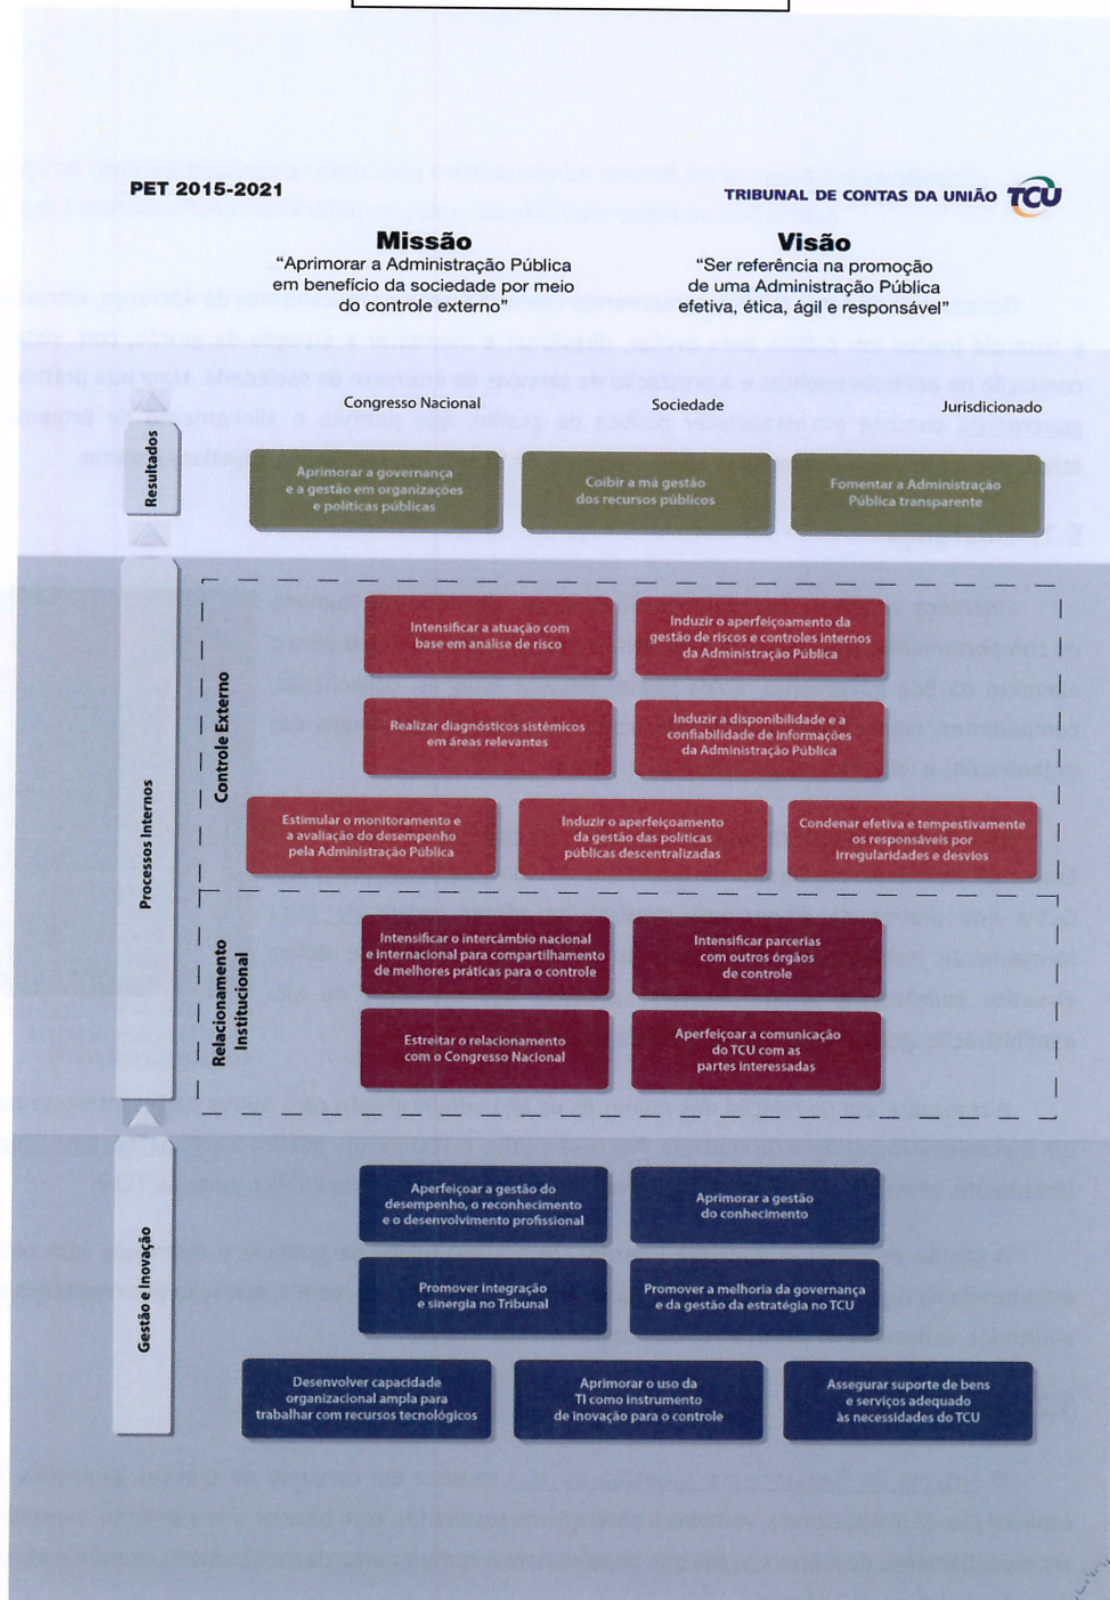 PET 2015-2021
TRIBUNAL DE CONTAS DA UNIÃO TCU
Missão
"Aprimorar a Administração Pública
em benefício da sociedade por meio
do controle externo"
Visão
"Ser referência na promoção
de uma Administração Pública
efetiva, ética, ágil e responsável"
Congresso Nacional
Sociedade
Jurisdicionado
Resultados
Aprimorar a governança
e a gestão em organizações
e políticas públicas
Coibir a má gestão
dos recursos públicos
Fomentar a Administração
Pública transparente
Processos Internos
Controle Externo
Intensificar a atuação com
base em análise de risco
Induzir o aperfeiçoamento da
gestão de riscos e controles internos
da Administração Pública
Realizar diagnósticos sistêmicos
em áreas relevantes
Induzir a disponibilidade e a
confiabilidade de informações
da Administração Pública
Estimular o monitoramento e
a avaliação do desempenho
pela Administração Pública
Induzir o aperfeiçoamento
da gestão das políticas
públicas descentralizadas
Condenar efetiva e tempestivamente
os responsáveis por
irregularidades e desvios
Relacionamento
Institucional
Intensificar o intercâmbio nacional
e internacional para compartilhamento
de melhores práticas para o controle
Intensificar parcerias
com outros órgãos
de controle
Estreitar o relacionamento
com o Congresso Nacional
Aperfeiçoar a comunicação
do TCU com as
partes interessadas
Gestão e Inovação
Aperfeiçoar a gestão do
desempenho, o reconhecimento
e o desenvolvimento profissional
Aprimorar a gestão
do conhecimento
Promover integração
e sinergia no Tribunal
Promover a melhoria da governança
e da gestão da estratégia no TCU
Desenvolver capacidade
organizacional ampla para
trabalhar com recursos tecnológicos
Aprimorar o uso da
TI como instrumento
de inovação para o controle
Assegurar suporte de bens
e serviços adequado
às necessidades do TCU